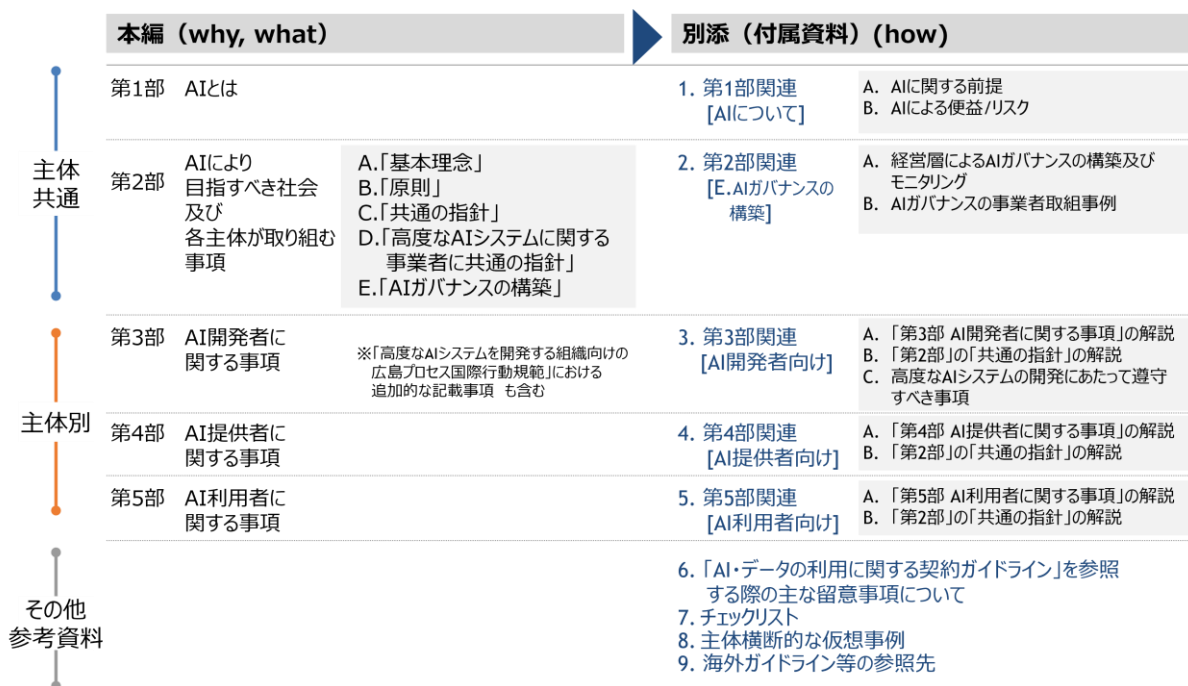 本編（why, what）
別添（付属資料）(how)
主体
共通
第1部 AIとは
1. 第1部関連
[AIについて]
A. AIに関する前提
B. AIによる便益/リスク
第2部 AIにより
目指すべき社会
及び
各主体が取り組む
事項
A.「基本理念」
B.「原則」
C.「共通の指針」
D.「高度なAIシステムに関する
事業者に共通の指針」
E.「AIガバナンスの構築」
2. 第2部関連
[E.AIガバナンスの
構築]
A. 経営層によるAIガバナンスの構築及び
モニタリング
B. AIガバナンスの事業者取組事例
主体別
第3部 AI開発者に
関する事項
※「高度なAIシステムを開発する組織向けの
広島プロセス国際行動規範」における
追加的な記載事項 も含む
3. 第3部関連
[AI開発者向け]
A. 「第3部 AI開発者に関する事項」の解説
B. 「第2部」の「共通の指針」の解説
C. 高度なAIシステムの開発にあたって遵守
すべき事項
第4部 AI提供者に
関する事項
4. 第4部関連
[AI提供者向け]
A. 「第4部 AI提供者に関する事項」の解説
B. 「第2部」の「共通の指針」の解説
第5部 AI利用者に
関する事項
5. 第5部関連
[AI利用者向け]
A. 「第5部 AI利用者に関する事項」の解説
B. 「第2部」の「共通の指針」の解説
その他
参考資料
6. 「AI・データの利用に関する契約ガイドライン」を参照
する際の主な留意事項について
7. チェックリスト
8. 主体横断的な仮想事例
9. 海外ガイドライン等の参照先